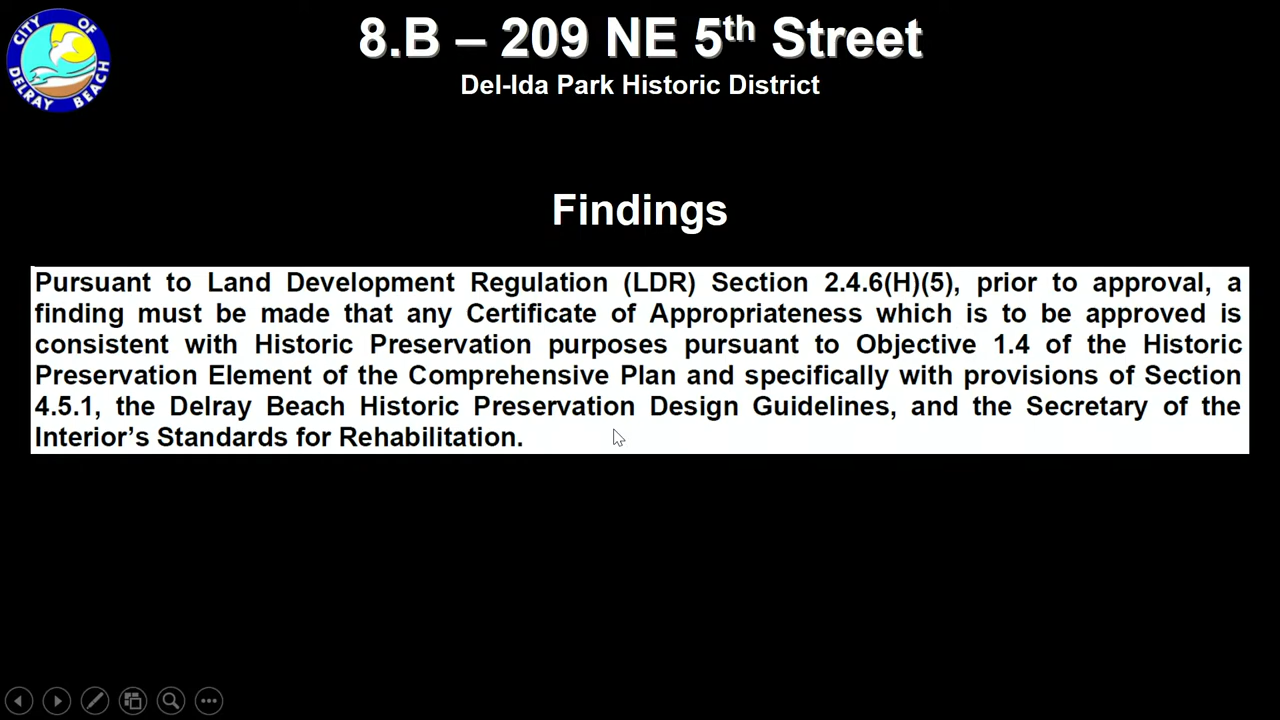 CITY OF
DELRAY BEACH
8.B – 209 NE 5th Street
Del-Ida Park Historic District
Findings
Pursuant to Land Development Regulation (LDR) Section 2.4.6(H)(5), prior to approval, a
finding must be made that any Certificate of Appropriateness which is to be approved is
consistent with Historic Preservation purposes pursuant to Objective 1.4 of the Historic
Preservation Element of the Comprehensive Plan and specifically with provisions of Section
4.5.1, the Delray Beach Historic Preservation Design Guidelines, and the Secretary of the
Interior’s Standards for Rehabilitation.